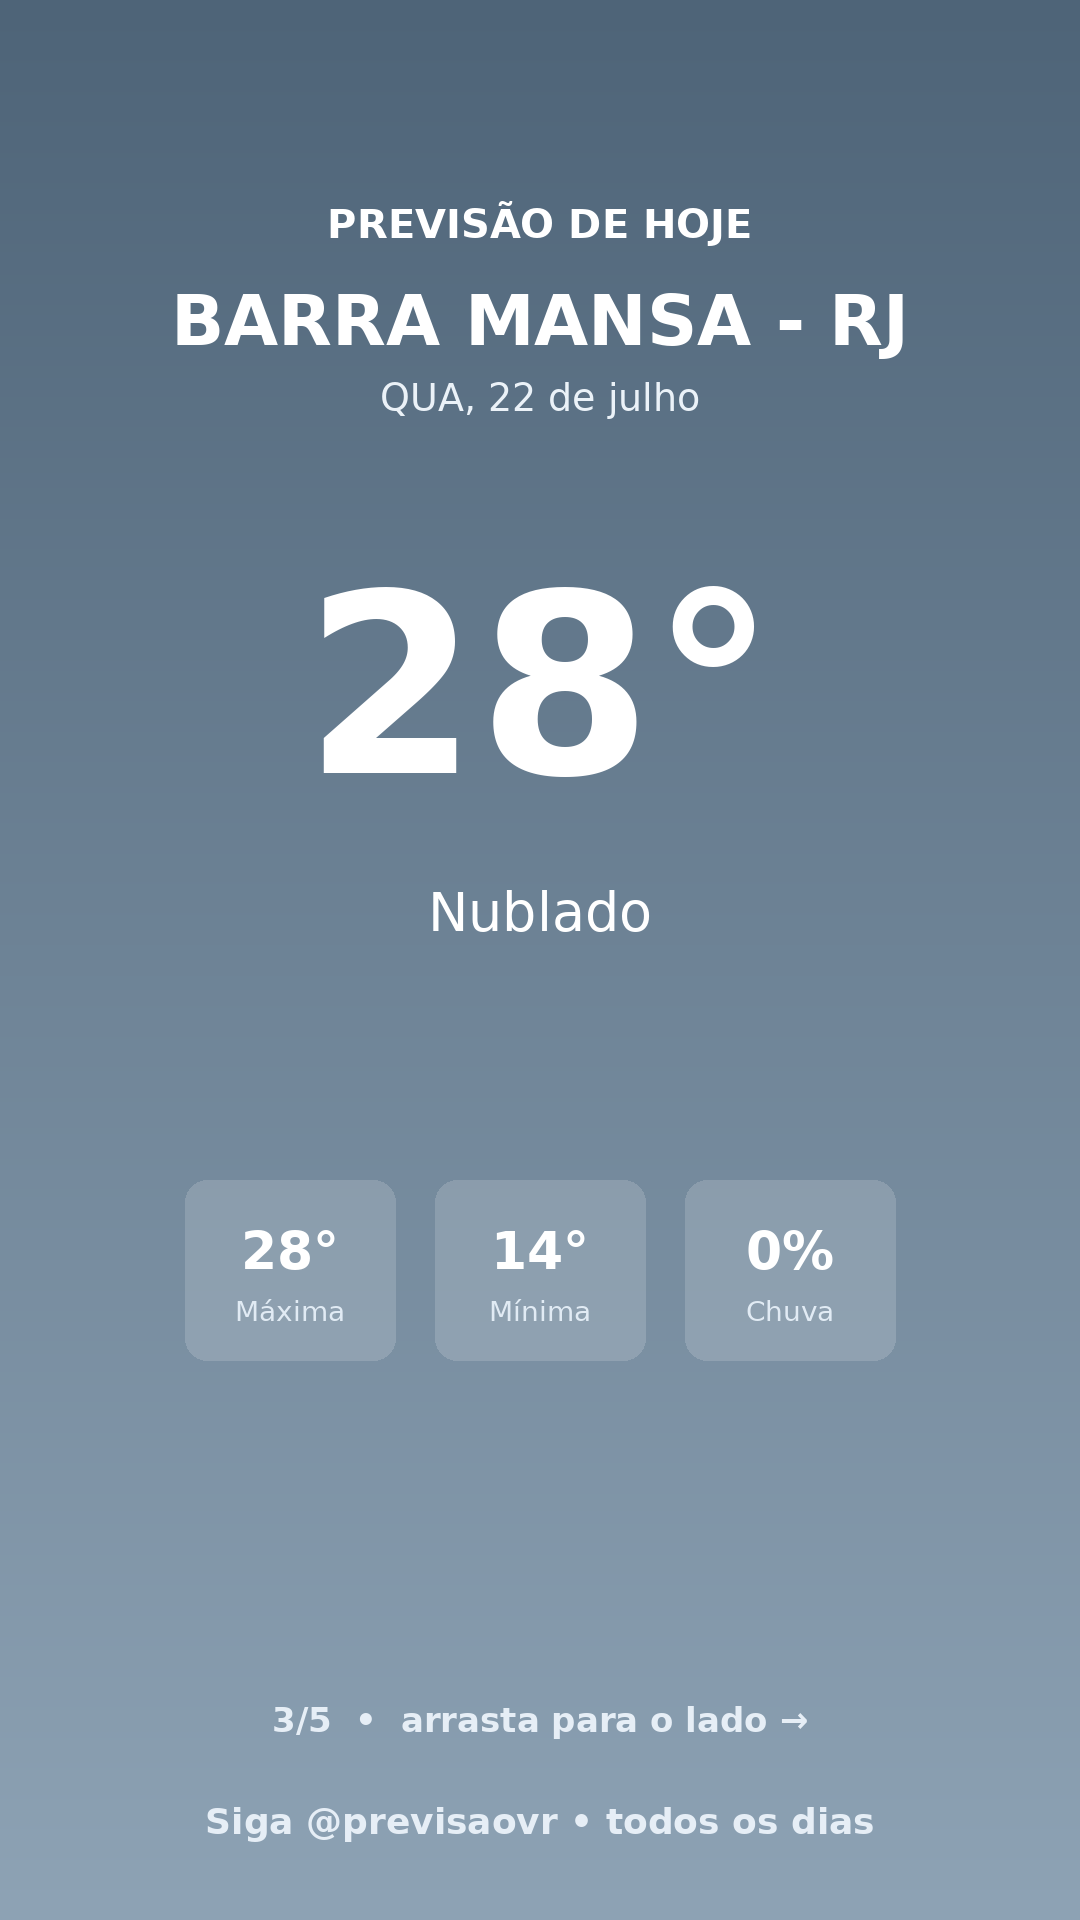 PREVISÃO DE HOJE
BARRA MANSA - RJ
QUA, 22 de julho
28°
Nublado
28°
Máxima
14°
Mínima
0%
Chuva
3/5 • arrasta para o lado →
Siga @previsaovr • todos os dias